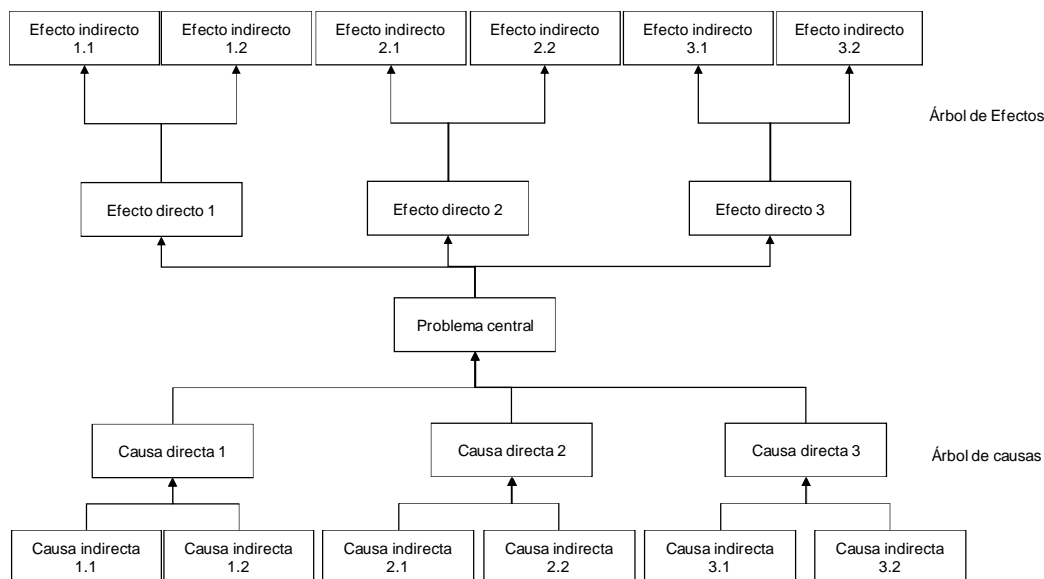 Efecto indirecto
1.1
Efecto indirecto
1.2
Efecto indirecto
2.1
Efecto indirecto
2.2
Efecto indirecto
3.1
Efecto indirecto
3.2
Árbol de Efectos
Efecto directo 1
Efecto directo 2
Efecto directo 3
Problema central
Causa directa 1
Causa directa 2
Causa directa 3
Árbol de causas
Causa indirecta
1.1
Causa indirecta
1.2
Causa indirecta
2.1
Causa indirecta
2.2
Causa indirecta
3.1
Causa indirecta
3.2